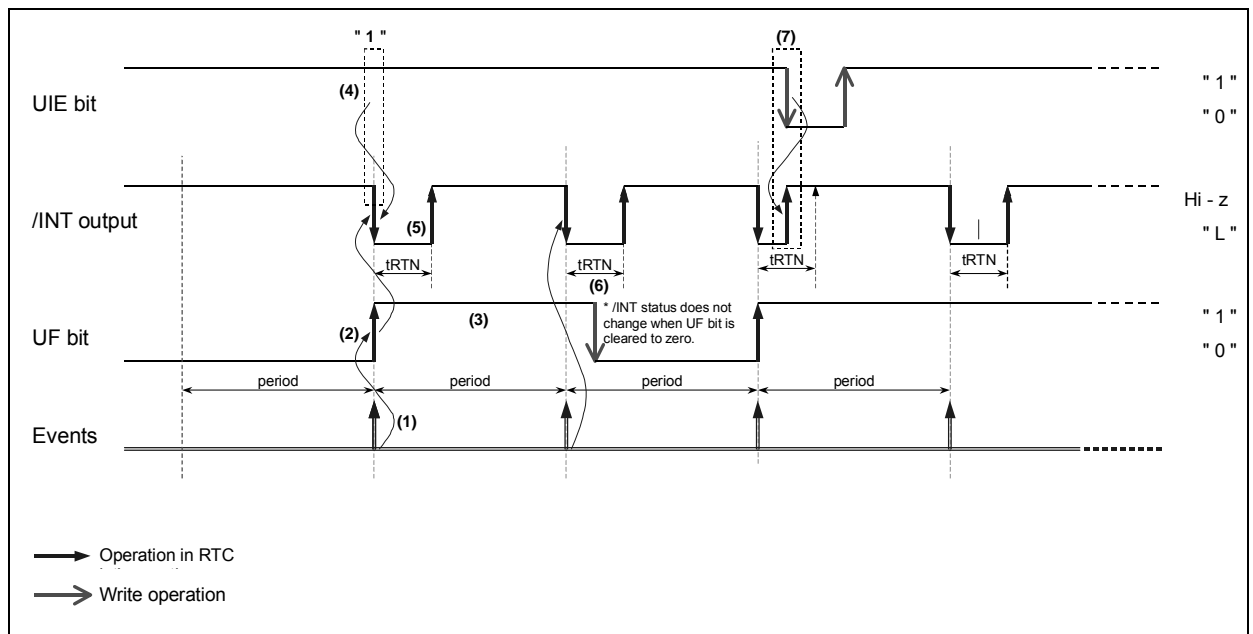 " 1 "
(7)
UIE bit
(4)
" 1 "
" 0 "
/INT output
(5)
Hi - z
" L "
tRTN
tRTN
tRTN
tRTN
(6)
* /INT status does not
change when UF bit is
cleared to zero.
UF bit
(2)
(3)
" 1 "
" 0 "
period
period
period
period
Events
(1)
Operation in RTC
Write operation